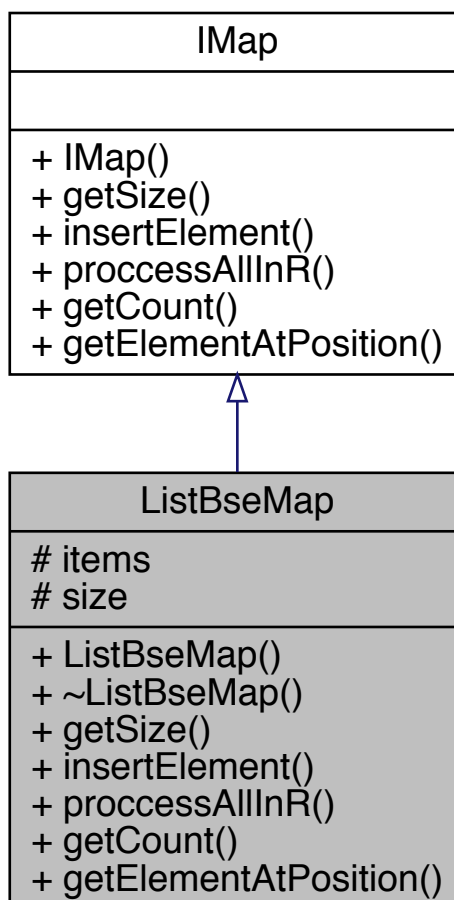 IMap
+ IMap()
+ getSize()
+ insertElement()
+ proccessAllInR()
+ getCount()
+ getElementAtPosition()
ListBseMap
# items
# size
+ ListBseMap()
+ ~ListBseMap()
+ getSize()
+ insertElement()
+ proccessAllInR()
+ getCount()
+ getElementAtPosition()